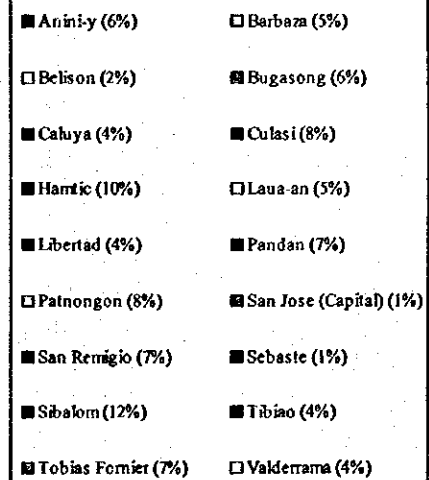 Anini-y (6%) Barbaza (5%)
Belison (2%) Bugasong (6%)
Caluya (4%) Culasi (8%)
Hamtic (10%) Laua-an (5%)
Libertad (4%) Pandan (7%)
Patnongon (8%) San Jose (Capital) (1%)
San Remigio (7%) Sebaste (1%)
Sibalom (12%) Tibiao (4%)
Tobias Fornier (7%) Valderrama (4%)